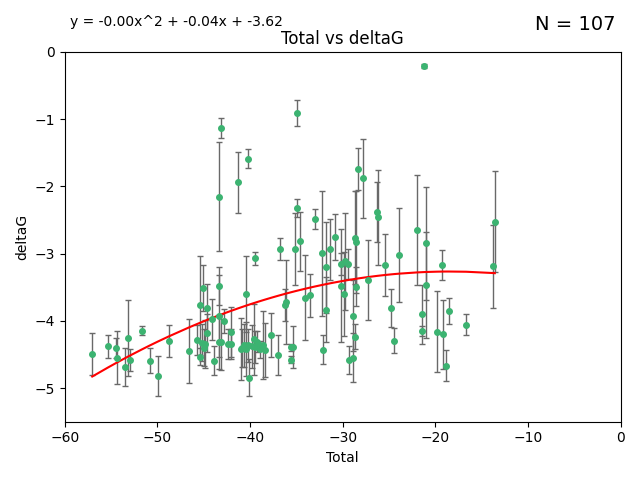 y = -0.00x^2 + -0.04x + -3.62
N = 107
Total vs deltaG
deltaG
0
−1
−2
−3
−4
−5
−60 −50 −40 −30 −20 −10 0
Total